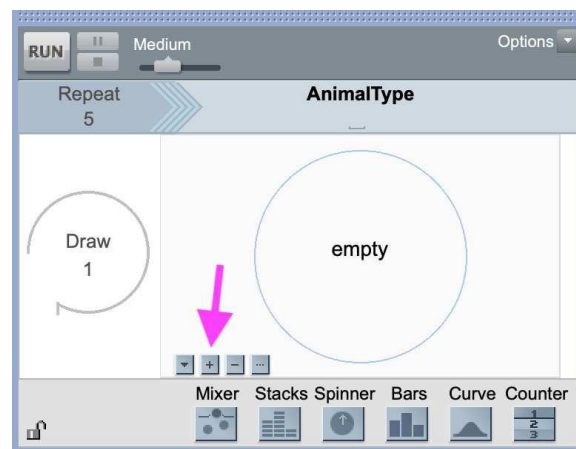 RUN
Medium
Options
Repeat
5
AnimalType
Draw
1
empty
Mixer Stacks Spinner Bars Curve Counter
1
2
3